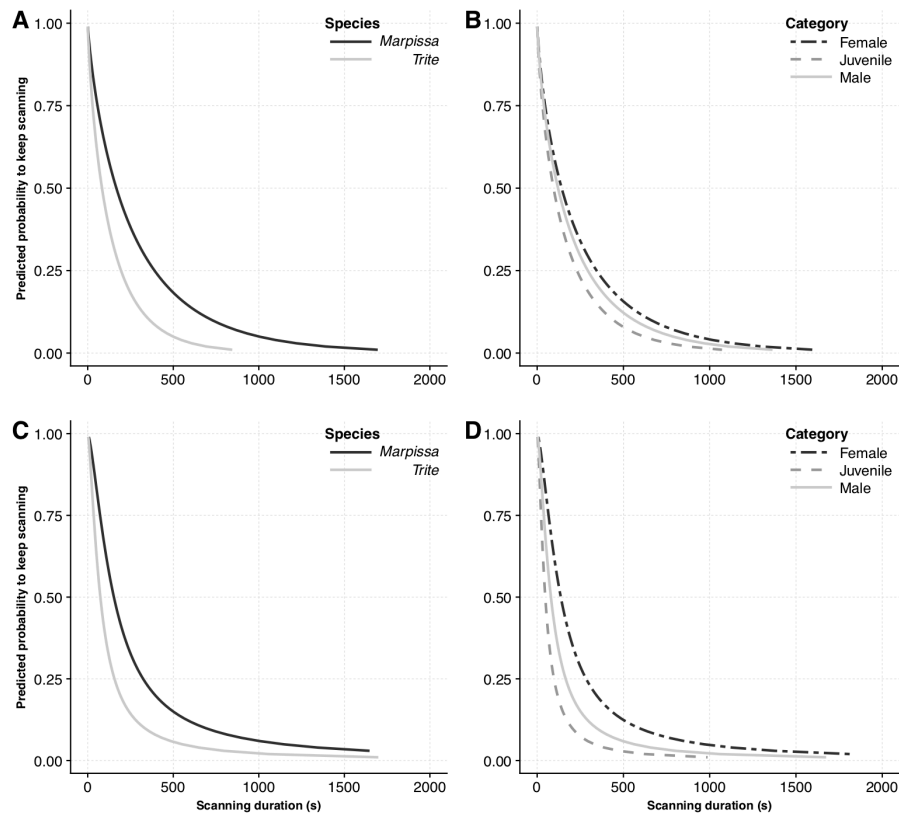 A
Species
Marpissa
Trite
Predicted probability to keep scanning
1.00
0.75
0.50
0.25
0.00
0 500 1000 1500 2000
B
Category
Female
Juvenile
Male
1.00
0.75
0.50
0.25
0.00
0 500 1000 1500 2000
C
Species
Marpissa
Trite
Predicted probability to keep scanning
1.00
0.75
0.50
0.25
0.00
0 500 1000 1500 2000
Scanning duration (s)
D
Category
Female
Juvenile
Male
1.00
0.75
0.50
0.25
0.00
0 500 1000 1500 2000
Scanning duration (s)